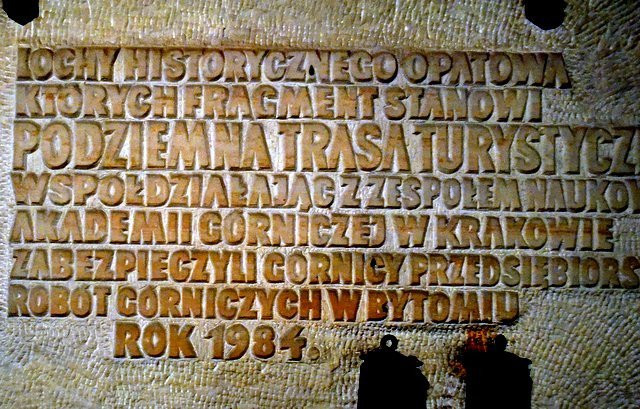 LOCHY HISTORYCZNEGO OPATOWA
KTÓRYCH FRAGMENT STANOWI
PODZIEMNA TRASA TURYSTYCZ
WSPÓŁDZIAŁAJĄC Z ZESPOŁEM NAUKO
AKADEMII GÓRNICZEJ W KRAKOWIE
ZABEZPIECZYLI GÓRNICY PRZEDSIĘBIORS
ROBÓT GÓRNICZYCH W BYTOMIU
ROK 1984.